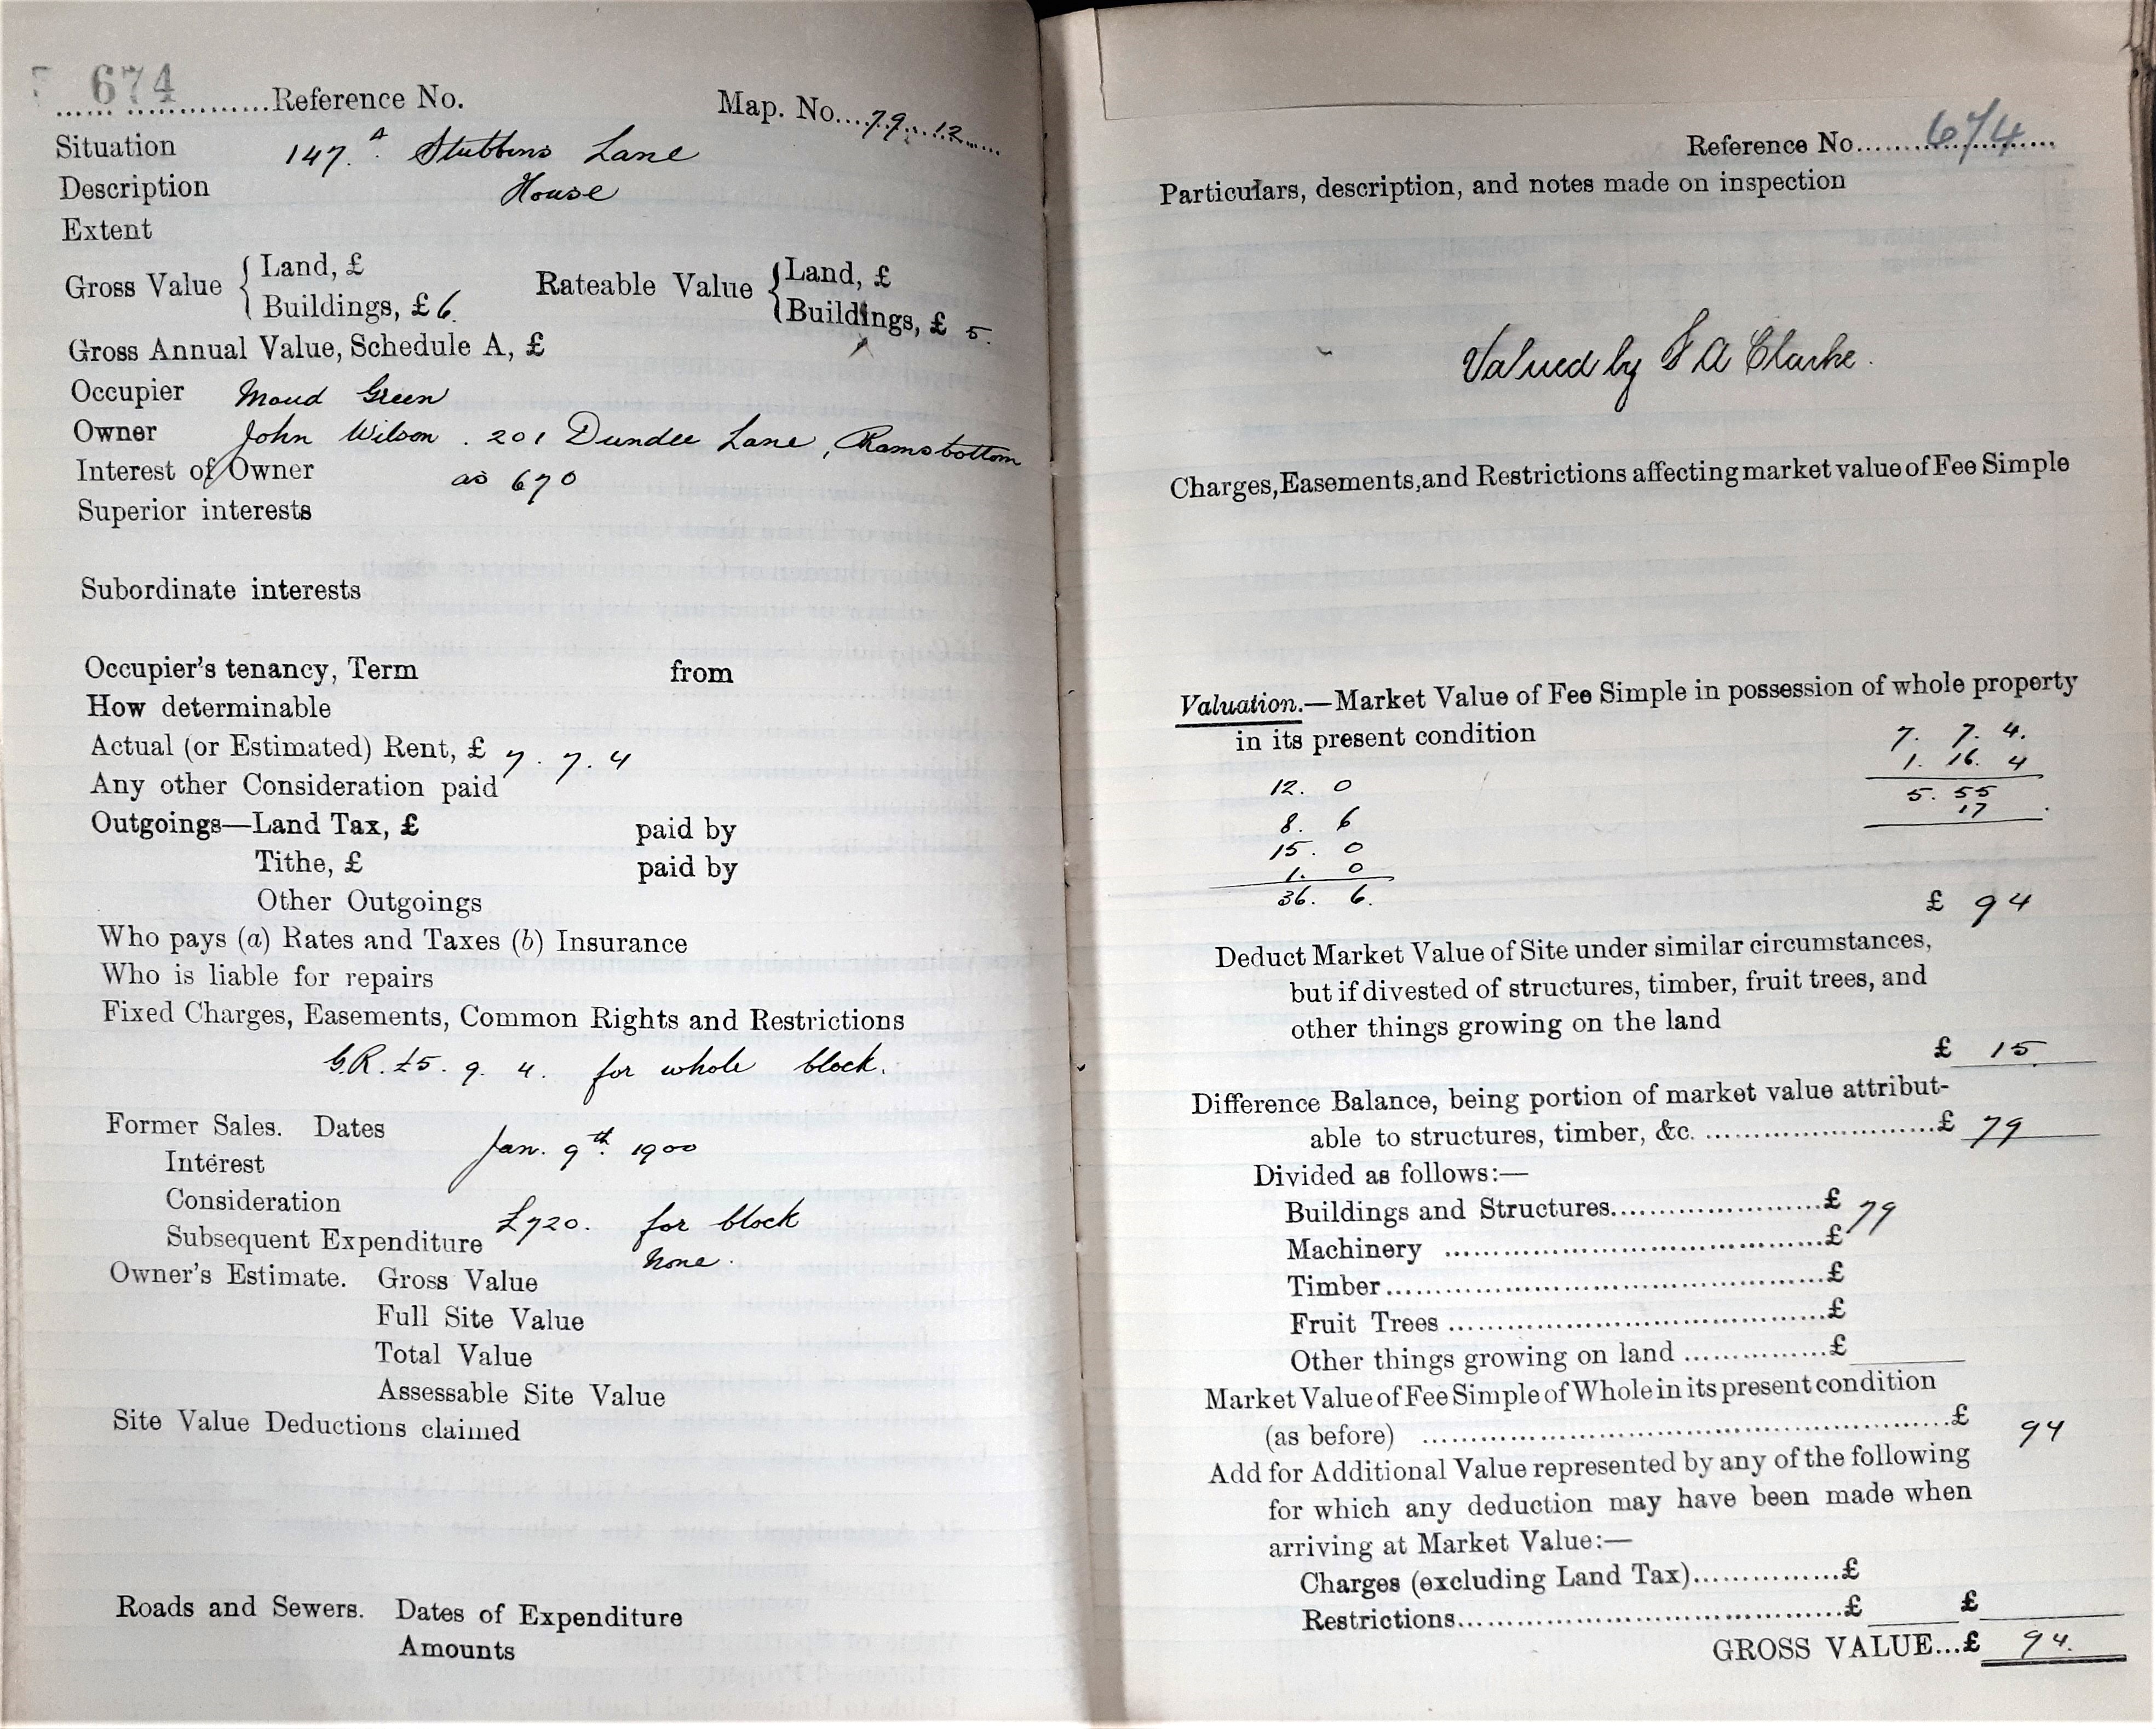 674 Reference No. Map. No. 79. 12
Situation 147.A Stubbins Lane
Description House
Extent
Gross Value { Land, £ Rateable Value { Land, £
Buildings, £ 6. Buildings, £ 5.
Gross Annual Value, Schedule A, £
Occupier Maud Green
Owner John Wilson. 201 Dundee Lane, Ramsbottom
Interest of Owner as 670
Superior interests
Subordinate interests
Occupier's tenancy, Term from
How determinable
Actual (or Estimated) Rent, £ 7. 7. 4
Any other Consideration paid
Outgoings—Land Tax, £ paid by
Tithe, £ paid by
Other Outgoings
Who pays (a) Rates and Taxes (b) Insurance
Who is liable for repairs
Fixed Charges, Easements, Common Rights and Restrictions
G.R. £5. 9. 4. for whole block.
Former Sales. Dates Jan. 9th. 1900
Interest
Consideration £720. for block
Subsequent Expenditure None.
Owner's Estimate. Gross Value
Full Site Value
Total Value
Assessable Site Value
Site Value Deductions claimed
Roads and Sewers. Dates of Expenditure
Amounts
Reference No. 674
Particulars, description, and notes made on inspection
Valued by F A Clarke.
Charges, Easements, and Restrictions affecting market value of Fee Simple
Valuation.—Market Value of Fee Simple in possession of whole property
in its present condition 7. 7. 4.
1. 16. 4
12. 0
5. 55
8. 6 17
15. 0
1. 0
36. 6.
£ 94
Deduct Market Value of Site under similar circumstances,
but if divested of structures, timber, fruit trees, and
other things growing on the land
£ 15
Difference Balance, being portion of market value attribut-
able to structures, timber, &c. £ 79
Divided as follows:—
Buildings and Structures £ 79
Machinery £
Timber £
Fruit Trees £
Other things growing on land £
Market Value of Fee Simple of Whole in its present condition
(as before) £ 94
Add for Additional Value represented by any of the following
for which any deduction may have been made when
arriving at Market Value:—
Charges (excluding Land Tax) £
Restrictions £ £
GROSS VALUE...£ 94.